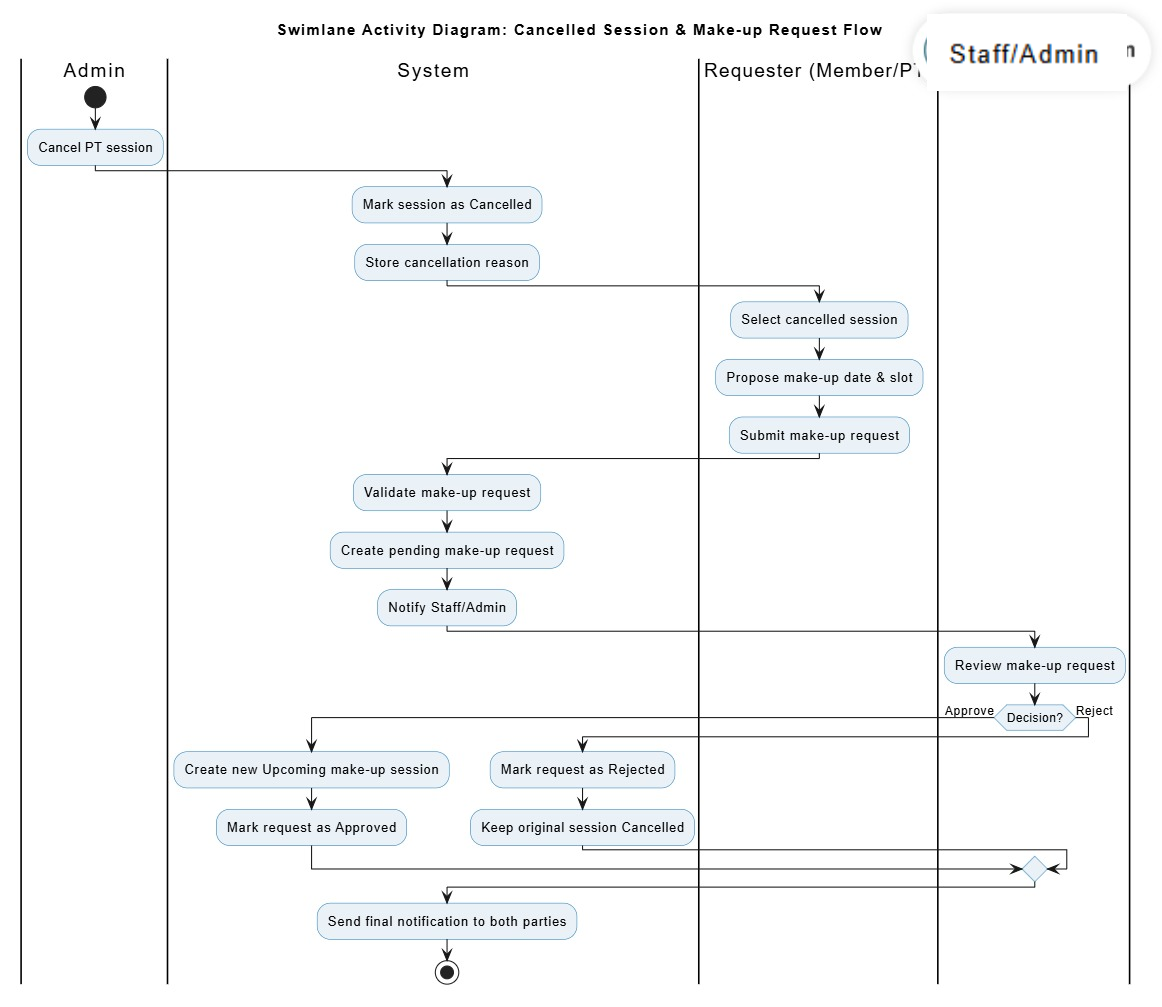 Swimlane Activity Diagram: Cancelled Session & Make-up Request Flow
Admin
System
Requester (Member/PT
Staff/Admin
n
Cancel PT session
Mark session as Cancelled
Store cancellation reason
Select cancelled session
Propose make-up date & slot
Submit make-up request
Validate make-up request
Create pending make-up request
Notify Staff/Admin
Review make-up request
Approve
Decision?
Reject
Create new Upcoming make-up session
Mark request as Rejected
Mark request as Approved
Keep original session Cancelled
Send final notification to both parties